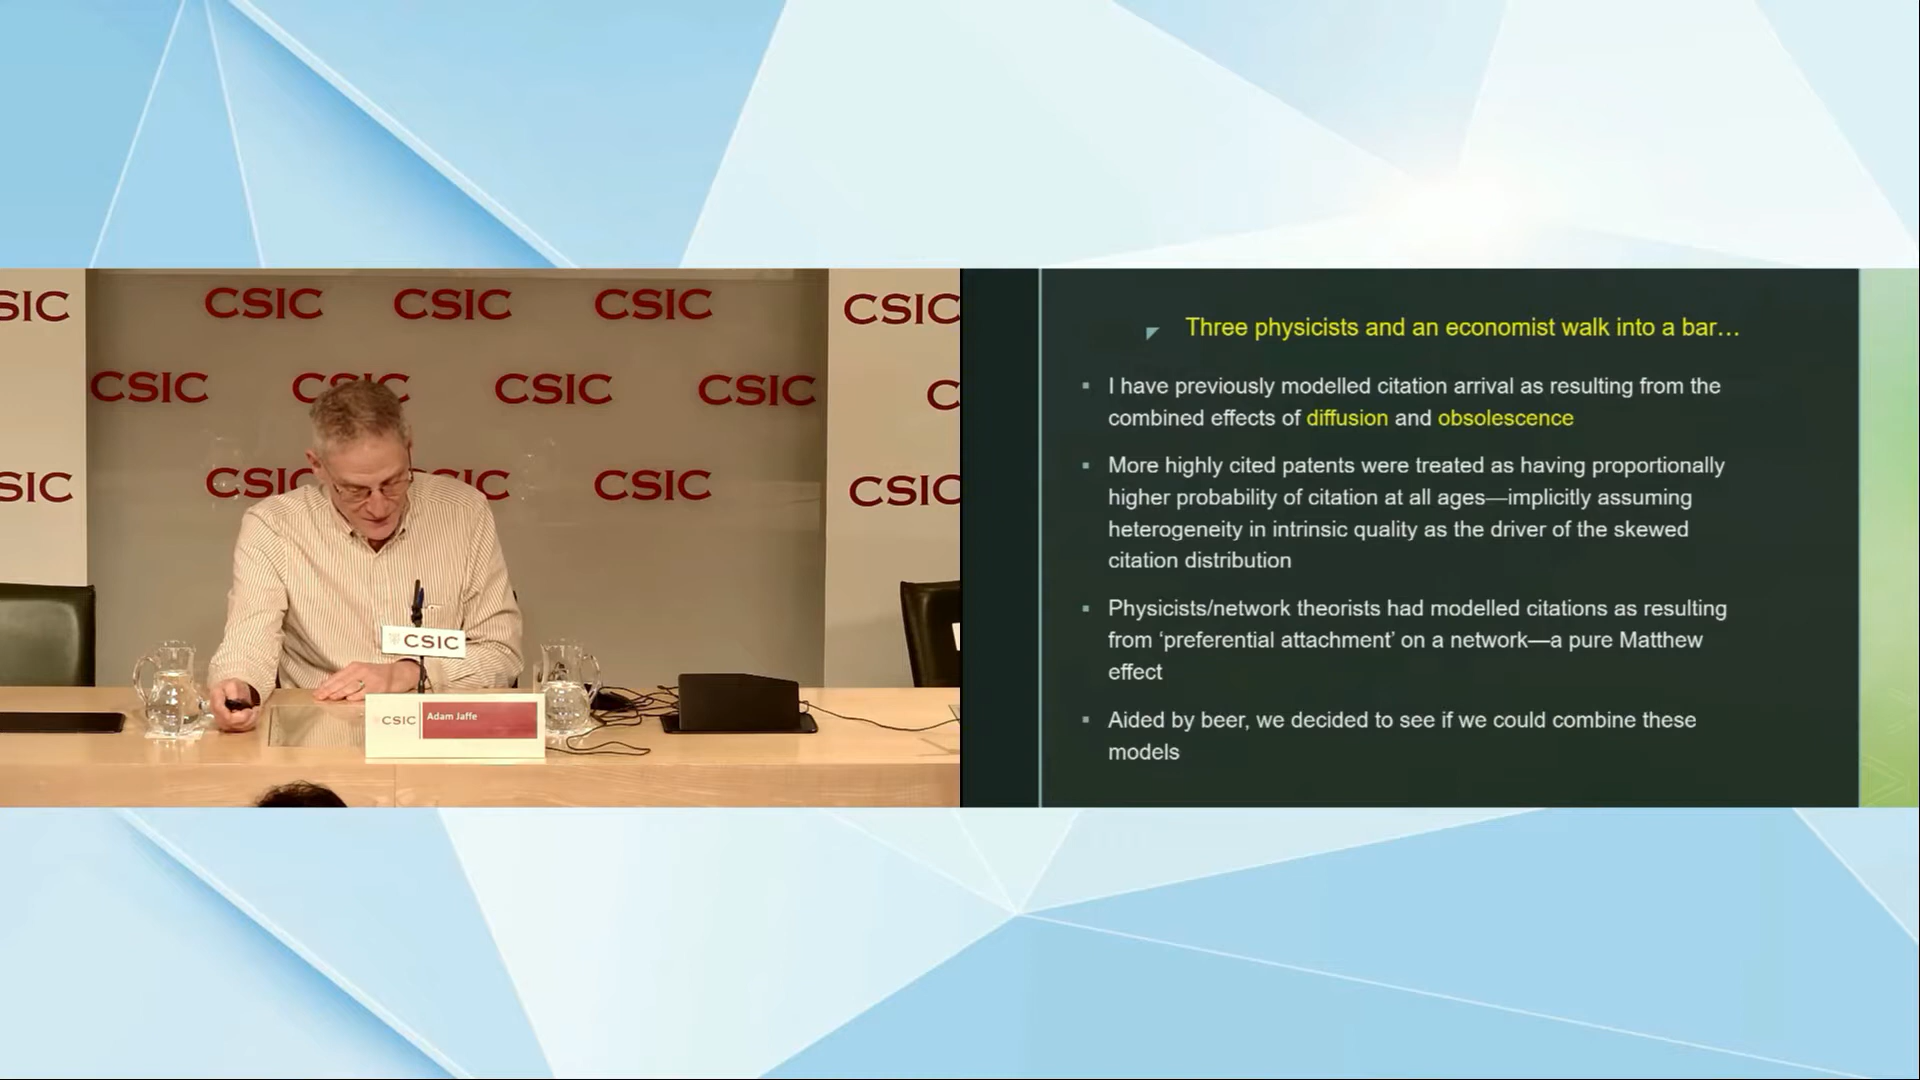 SIC CSIC CSIC CSIC CSIC
CSIC CSIC CSIC CSIC C
SIC CSIC SIC CSIC CSIC
CSIC
CSIC Adam Jaffe
Three physicists and an economist walk into a bar…
▪ I have previously modelled citation arrival as resulting from the
combined effects of diffusion and obsolescence
▪ More highly cited patents were treated as having proportionally
higher probability of citation at all ages—implicitly assuming
heterogeneity in intrinsic quality as the driver of the skewed
citation distribution
▪ Physicists/network theorists had modelled citations as resulting
from ‘preferential attachment’ on a network—a pure Matthew
effect
▪ Aided by beer, we decided to see if we could combine these
models